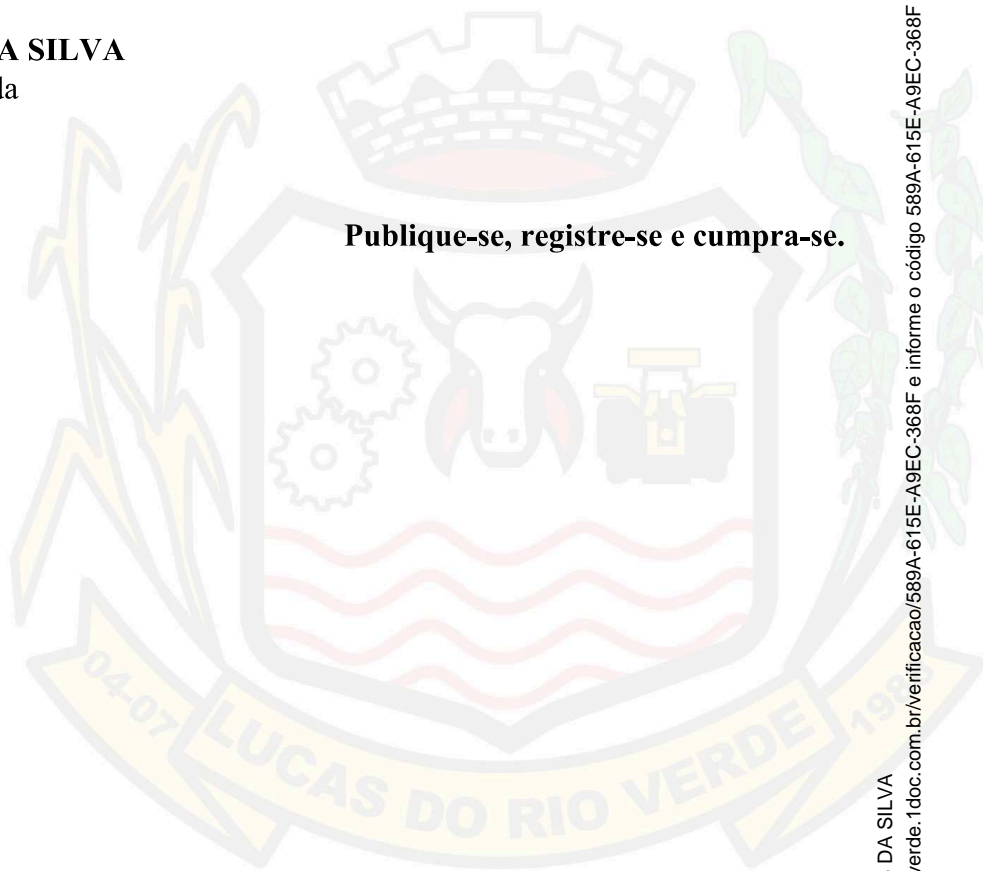 A SILVA
da
Publique-se, registre-se e cumpra-se.
04-07
LUCAS DO RIO VERDE
DA SILVA
verde.1doc.com.br/verificacao/589A-615E-A9EC-368F e informe o código 589A-615E-A9EC-368F